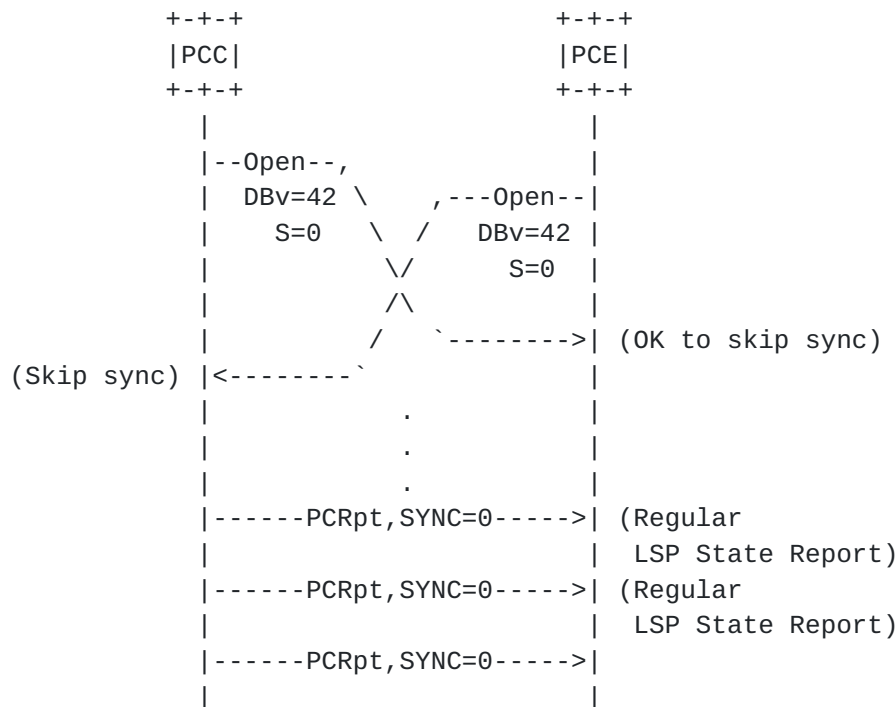 +-+-+                    +-+-+
|PCC|                    |PCE|
+-+-+                    +-+-+
  |                        |
  |--Open--,               |
  |  DBv=42 \    ,---Open--|
  |    S=0   \  /   DBv=42 |
  |           \/      S=0  |
  |           /\           |
  |          /   `-------->| (OK to skip sync)
(Skip sync) |<--------`              |
  |            .           |
  |            .           |
  |            .           |
  |------PCRpt,SYNC=0----->| (Regular
  |                        |  LSP State Report)
  |------PCRpt,SYNC=0----->| (Regular
  |                        |  LSP State Report)
  |------PCRpt,SYNC=0----->|
  |                        |